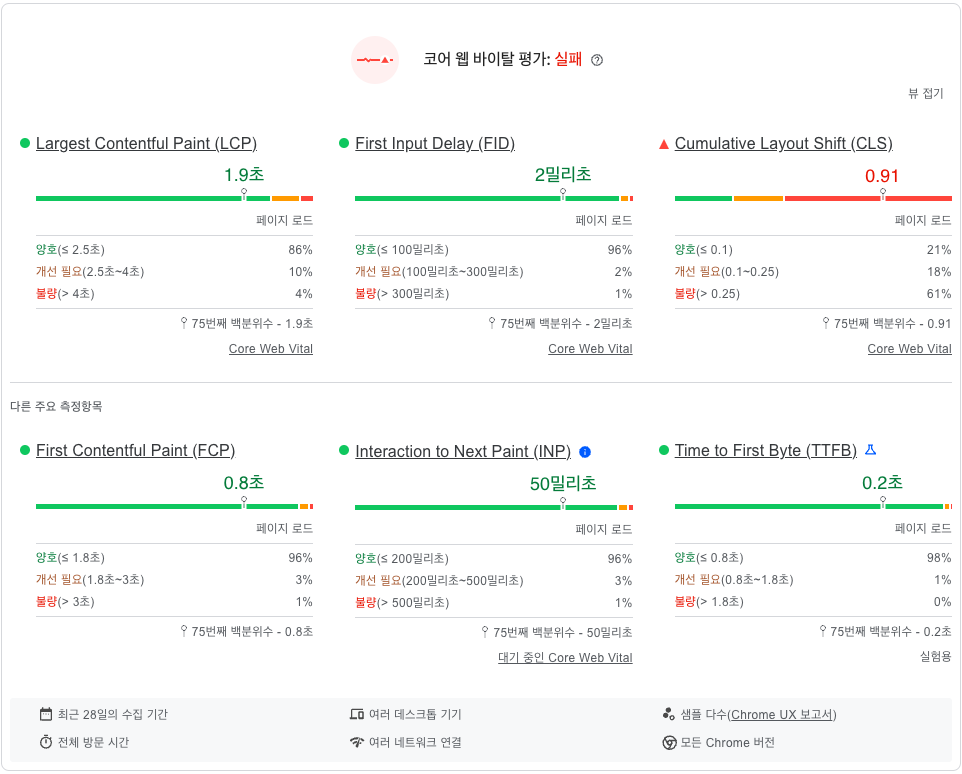 코어 웹 바이탈 평가: 실패
뷰 접기
Largest Contentful Paint (LCP)
1.9초
페이지 로드
양호(≤ 2.5초) 86%
개선 필요(2.5초~4초) 10%
불량(> 4초) 4%
75번째 백분위수 - 1.9초
Core Web Vital
First Input Delay (FID)
2밀리초
페이지 로드
양호(≤ 100밀리초) 96%
개선 필요(100밀리초~300밀리초) 2%
불량(> 300밀리초) 1%
75번째 백분위수 - 2밀리초
Core Web Vital
Cumulative Layout Shift (CLS)
0.91
페이지 로드
양호(≤ 0.1) 21%
개선 필요(0.1~0.25) 18%
불량(> 0.25) 61%
75번째 백분위수 - 0.91
Core Web Vital
다른 주요 측정항목
First Contentful Paint (FCP)
0.8초
페이지 로드
양호(≤ 1.8초) 96%
개선 필요(1.8초~3초) 3%
불량(> 3초) 1%
75번째 백분위수 - 0.8초
Interaction to Next Paint (INP)
50밀리초
페이지 로드
양호(≤ 200밀리초) 96%
개선 필요(200밀리초~500밀리초) 3%
불량(> 500밀리초) 1%
75번째 백분위수 - 50밀리초
대기 중인 Core Web Vital
Time to First Byte (TTFB)
0.2초
페이지 로드
양호(≤ 0.8초) 98%
개선 필요(0.8초~1.8초) 1%
불량(> 1.8초) 0%
75번째 백분위수 - 0.2초
실험용
최근 28일의 수집 기간
여러 데스크톱 기기
샘플 다수(Chrome UX 보고서)
전체 방문 시간
여러 네트워크 연결
모든 Chrome 버전